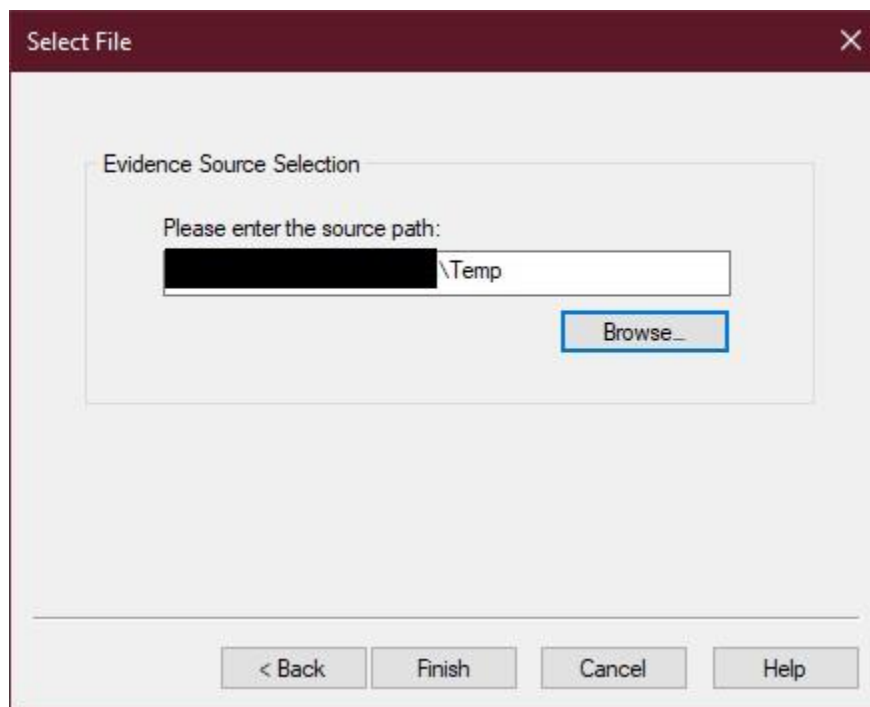 Select File
Evidence Source Selection
Please enter the source path:
\Temp
Browse...
< Back
Finish
Cancel
Help